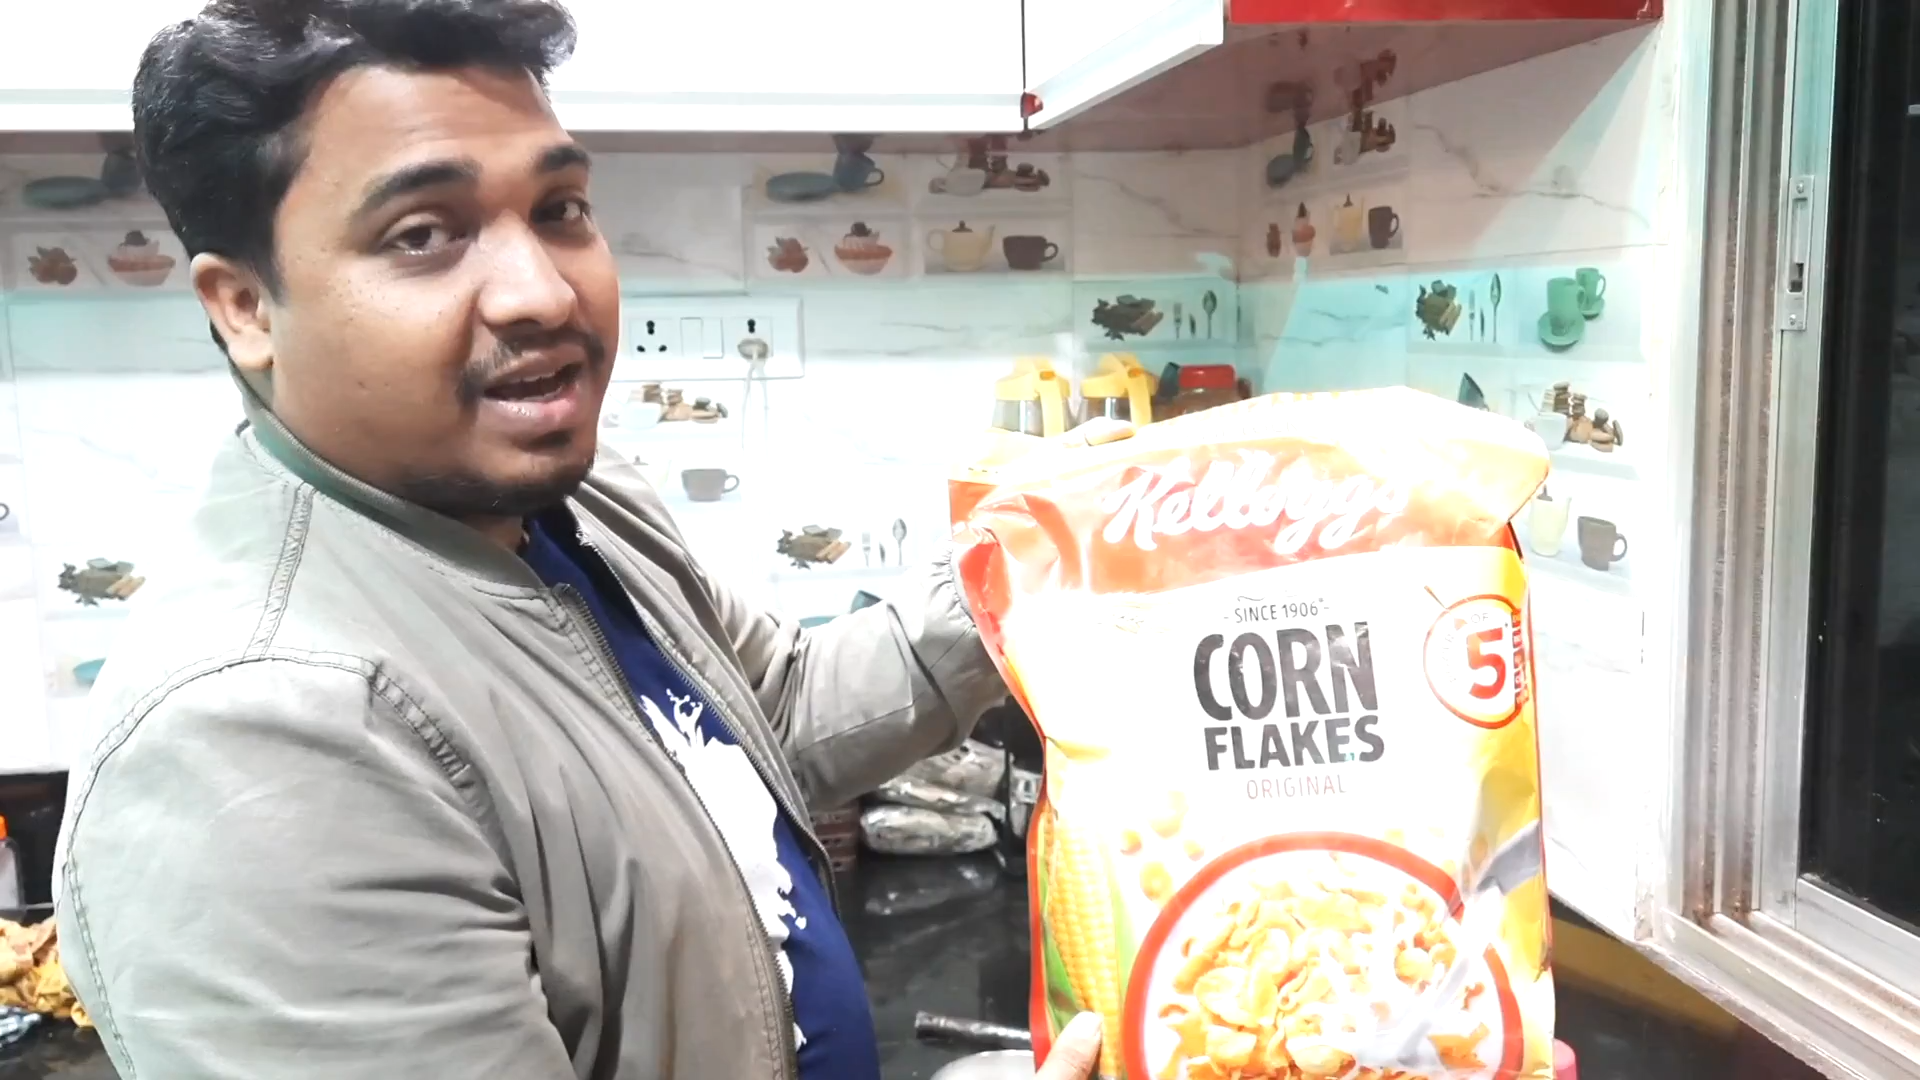 Kellogg's
- SINCE 1906 -
CORN
FLAKES
ORIGINAL
5